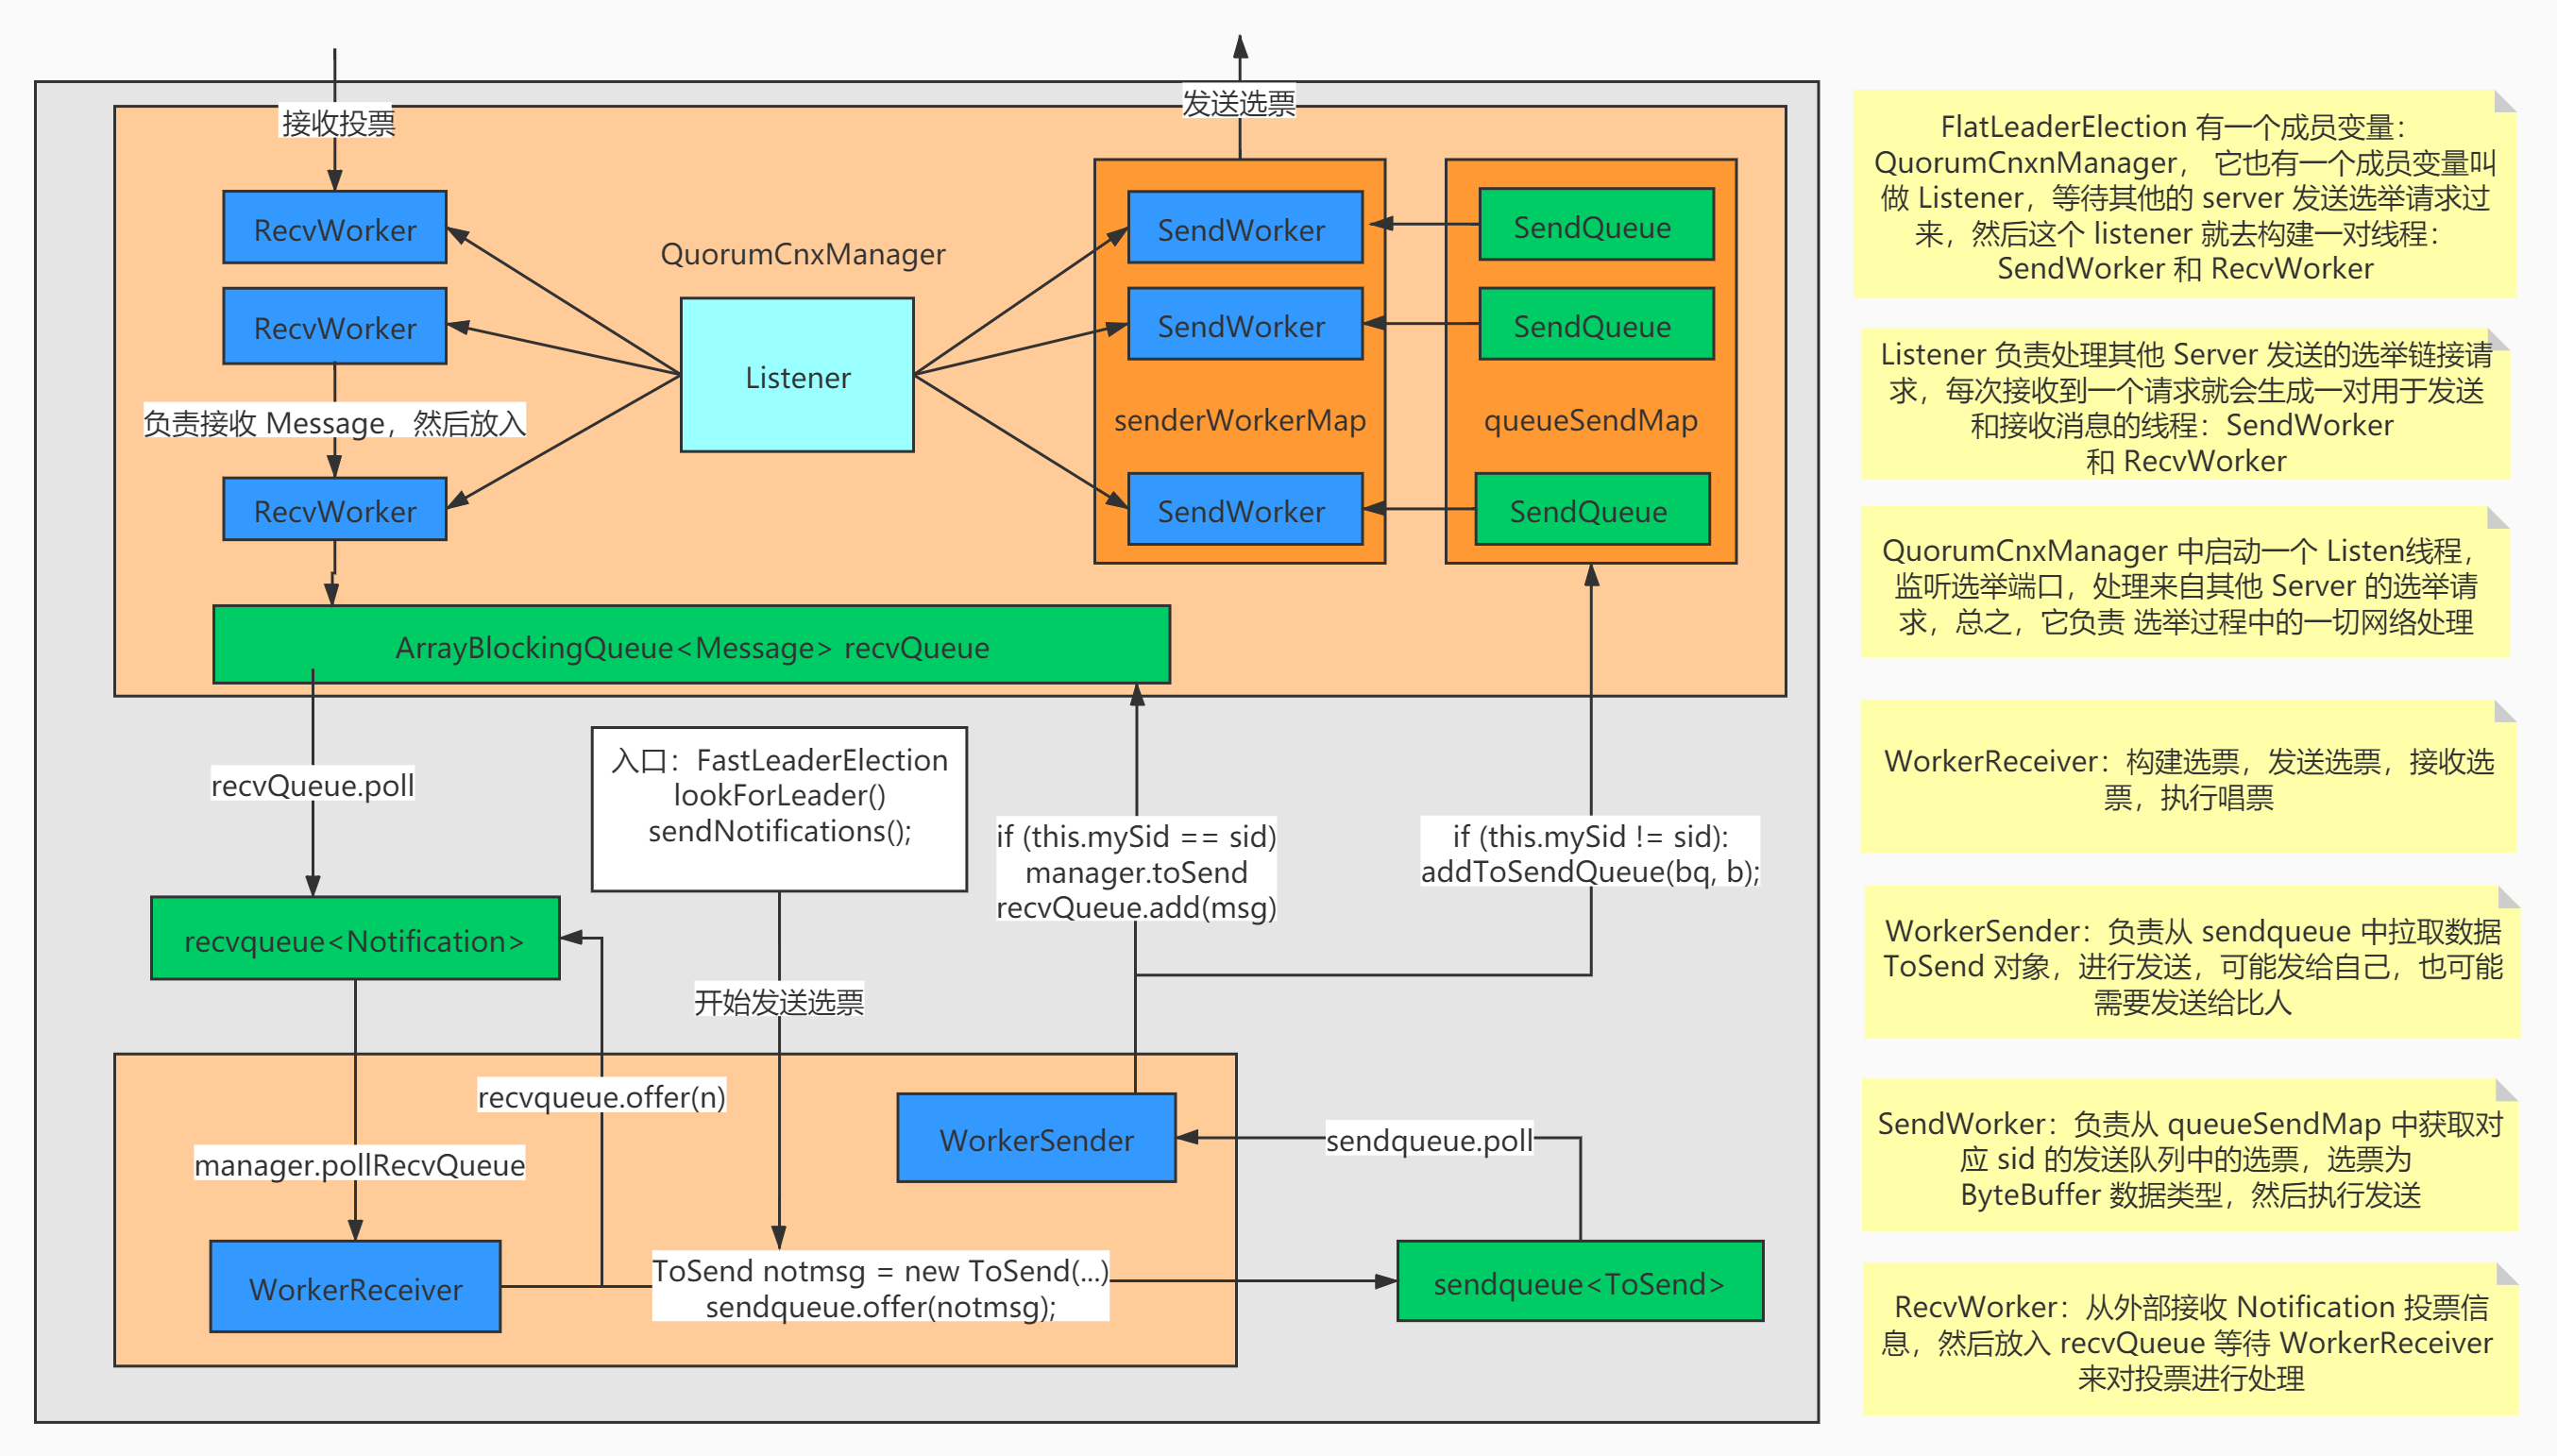 接收投票
发送选票
RecvWorker
RecvWorker
负责接收 Message，然后放入
RecvWorker
QuorumCnxManager
Listener
SendWorker
SendWorker
senderWorkerMap
SendWorker
SendQueue
SendQueue
queueSendMap
SendQueue
ArrayBlockingQueue<Message> recvQueue
recvQueue.poll
入口：FastLeaderElection
lookForLeader()
sendNotifications();
if (this.mySid == sid)
manager.toSend
recvQueue.add(msg)
if (this.mySid != sid):
addToSendQueue(bq, b);
recvqueue<Notification>
开始发送选票
recvqueue.offer(n)
manager.pollRecvQueue
WorkerSender
sendqueue.poll
WorkerReceiver
ToSend notmsg = new ToSend(...)
sendqueue.offer(notmsg);
sendqueue<ToSend>
FlatLeaderElection 有一个成员变量：
QuorumCnxnManager， 它也有一个成员变量叫
做 Listener，等待其他的 server 发送选举请求过
来，然后这个 listener 就去构建一对线程：
SendWorker 和 RecvWorker
Listener 负责处理其他 Server 发送的选举链接请
求，每次接收到一个请求就会生成一对用于发送
和接收消息的线程：SendWorker
和 RecvWorker
QuorumCnxManager 中启动一个 Listen线程，
监听选举端口，处理来自其他 Server 的选举请
求，总之，它负责 选举过程中的一切网络处理
WorkerReceiver：构建选票，发送选票，接收选
票，执行唱票
WorkerSender：负责从 sendqueue 中拉取数据
ToSend 对象，进行发送，可能发给自己，也可能
需要发送给比人
SendWorker：负责从 queueSendMap 中获取对
应 sid 的发送队列中的选票，选票为
ByteBuffer 数据类型，然后执行发送
RecvWorker：从外部接收 Notification 投票信
息，然后放入 recvQueue 等待 WorkerReceiver
来对投票进行处理